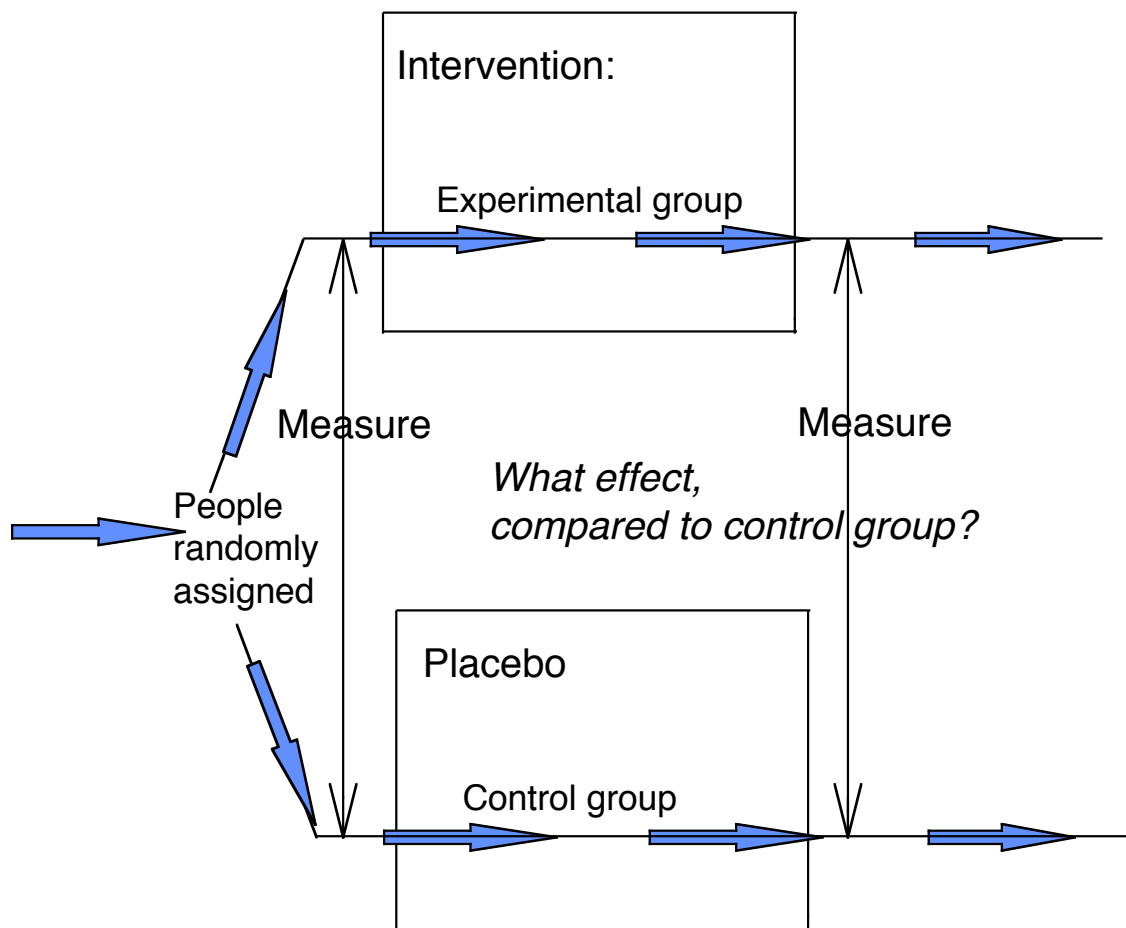 Intervention:
Experimental group
Measure
Measure
What effect,
compared to control group?
People
randomly
assigned
Placebo
Control group